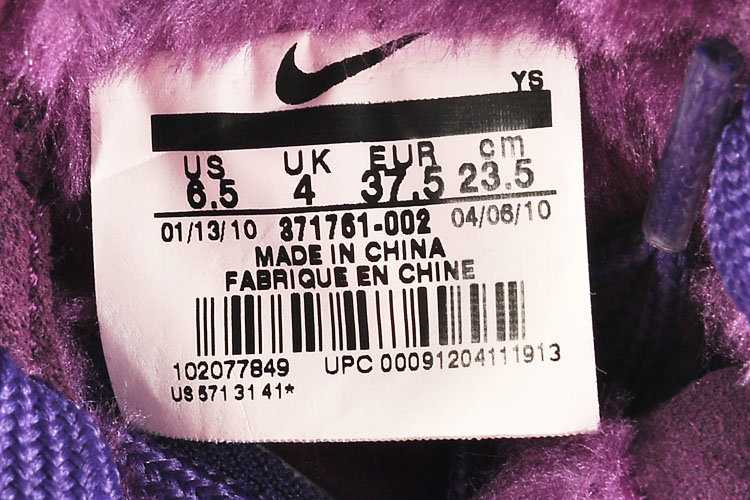 YS
US UK EUR cm
6.5 4 37.5 23.5
01/13/10 371761-002 04/06/10
MADE IN CHINA
FABRIQUE EN CHINE
102077849 UPC 00091204111913
US 571 31 41*